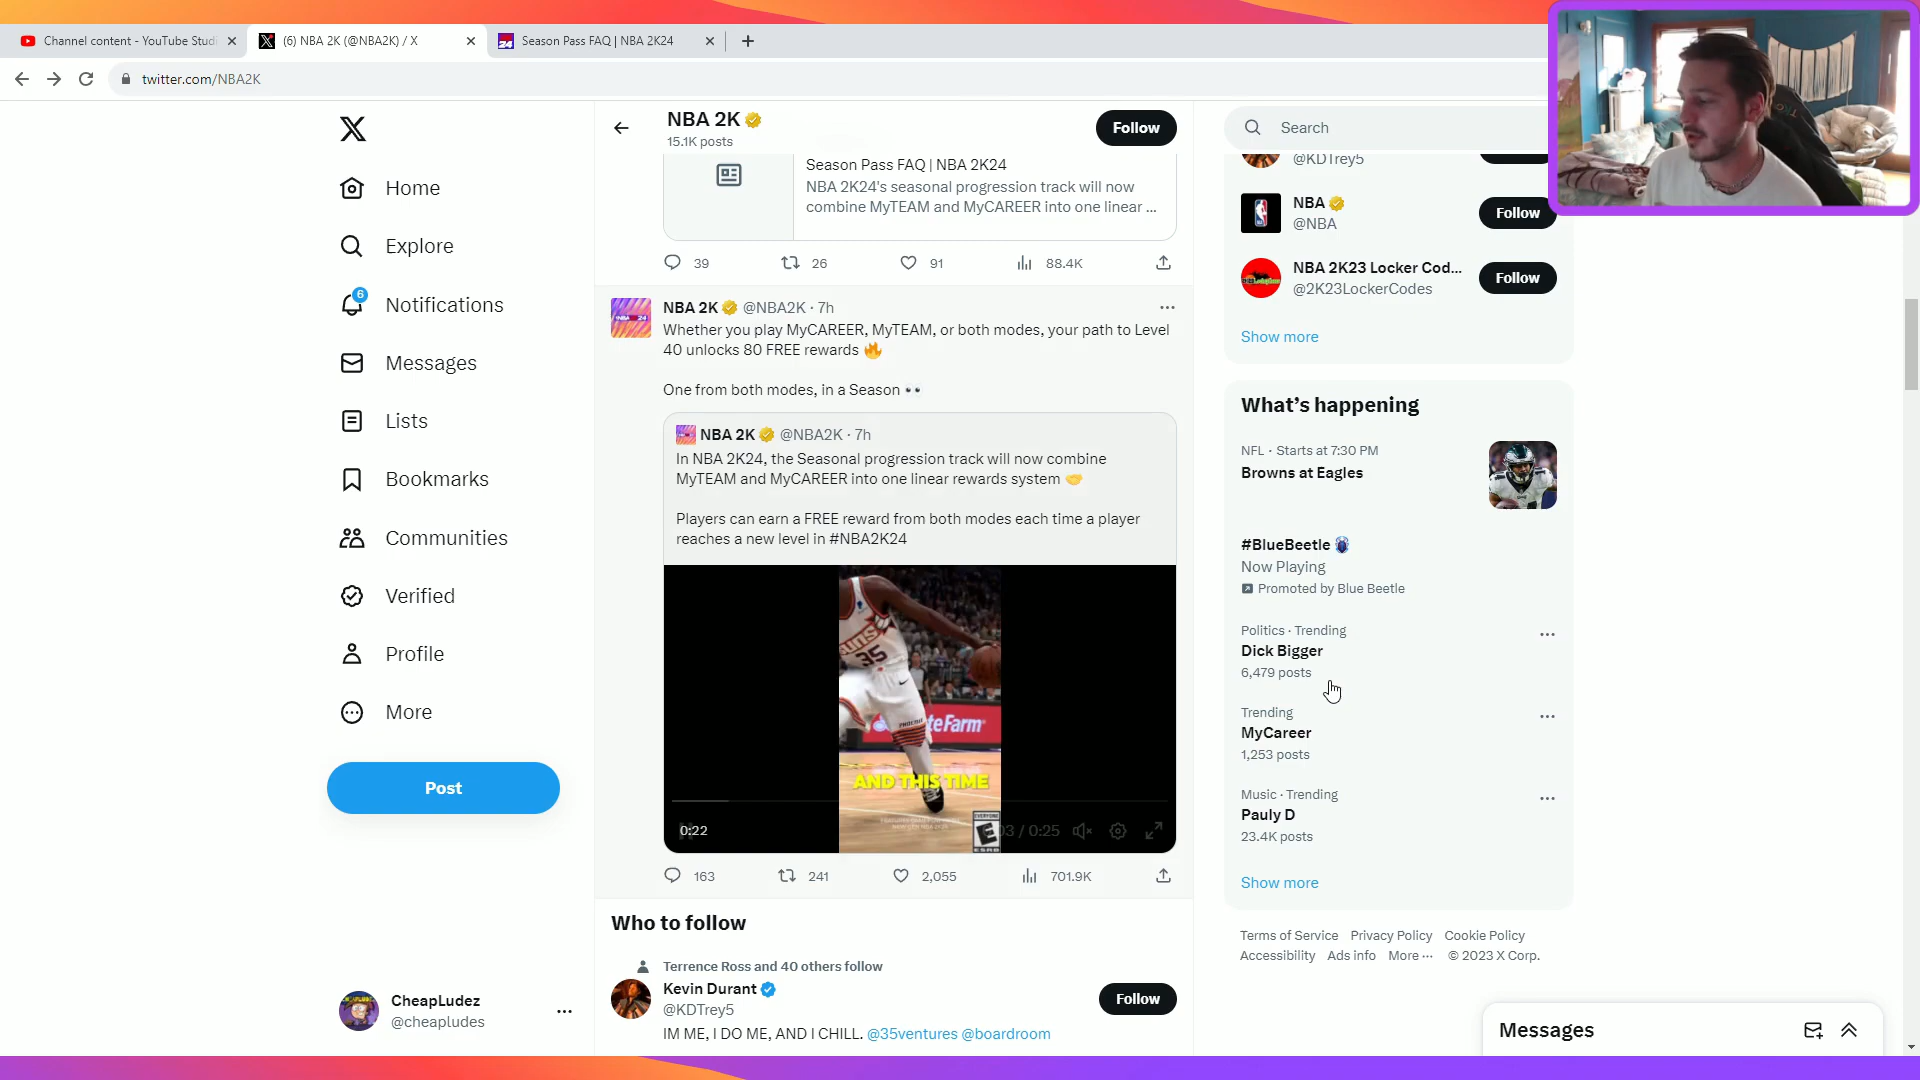 Channel content - YouTube Studi
(6) NBA 2K (@NBA2K) / X
Season Pass FAQ | NBA 2K24
twitter.com/NBA2K
Home
Explore
6
Notifications
Messages
Lists
Bookmarks
Communities
Verified
Profile
More
Post
CheapLudez
@cheapludes
NBA 2K
15.1K posts
Follow
Season Pass FAQ | NBA 2K24
NBA 2K24's seasonal progression track will now
combine MyTEAM and MyCAREER into one linear ...
39 26 91 88.4K
NBA 2K @NBA2K · 7h
Whether you play MyCAREER, MyTEAM, or both modes, your path to Level
40 unlocks 80 FREE rewards 🔥
One from both modes, in a Season 👀
NBA 2K @NBA2K · 7h
In NBA 2K24, the Seasonal progression track will now combine
MyTEAM and MyCAREER into one linear rewards system 🤝
Players can earn a FREE reward from both modes each time a player
reaches a new level in #NBA2K24
SUNS
35
PHOENIX
teFarm
AND THIS TIME
EVERYONE
E
ESRB
0:22
03 / 0:25
163 241 2,055 701.9K
Who to follow
Terrence Ross and 40 others follow
Kevin Durant
@KDTrey5
Follow
IM ME, I DO ME, AND I CHILL. @35ventures @boardroom
Search
@KDTrey5
NBA
@NBA
Follow
NBA 2K23 Locker Cod...
@2K23LockerCodes
Follow
Show more
What's happening
NFL · Starts at 7:30 PM
Browns at Eagles
#BlueBeetle
Now Playing
Promoted by Blue Beetle
Politics · Trending
Dick Bigger
6,479 posts
Trending
MyCareer
1,253 posts
Music · Trending
Pauly D
23.4K posts
Show more
Terms of Service Privacy Policy Cookie Policy
Accessibility Ads info More ··· © 2023 X Corp.
Messages